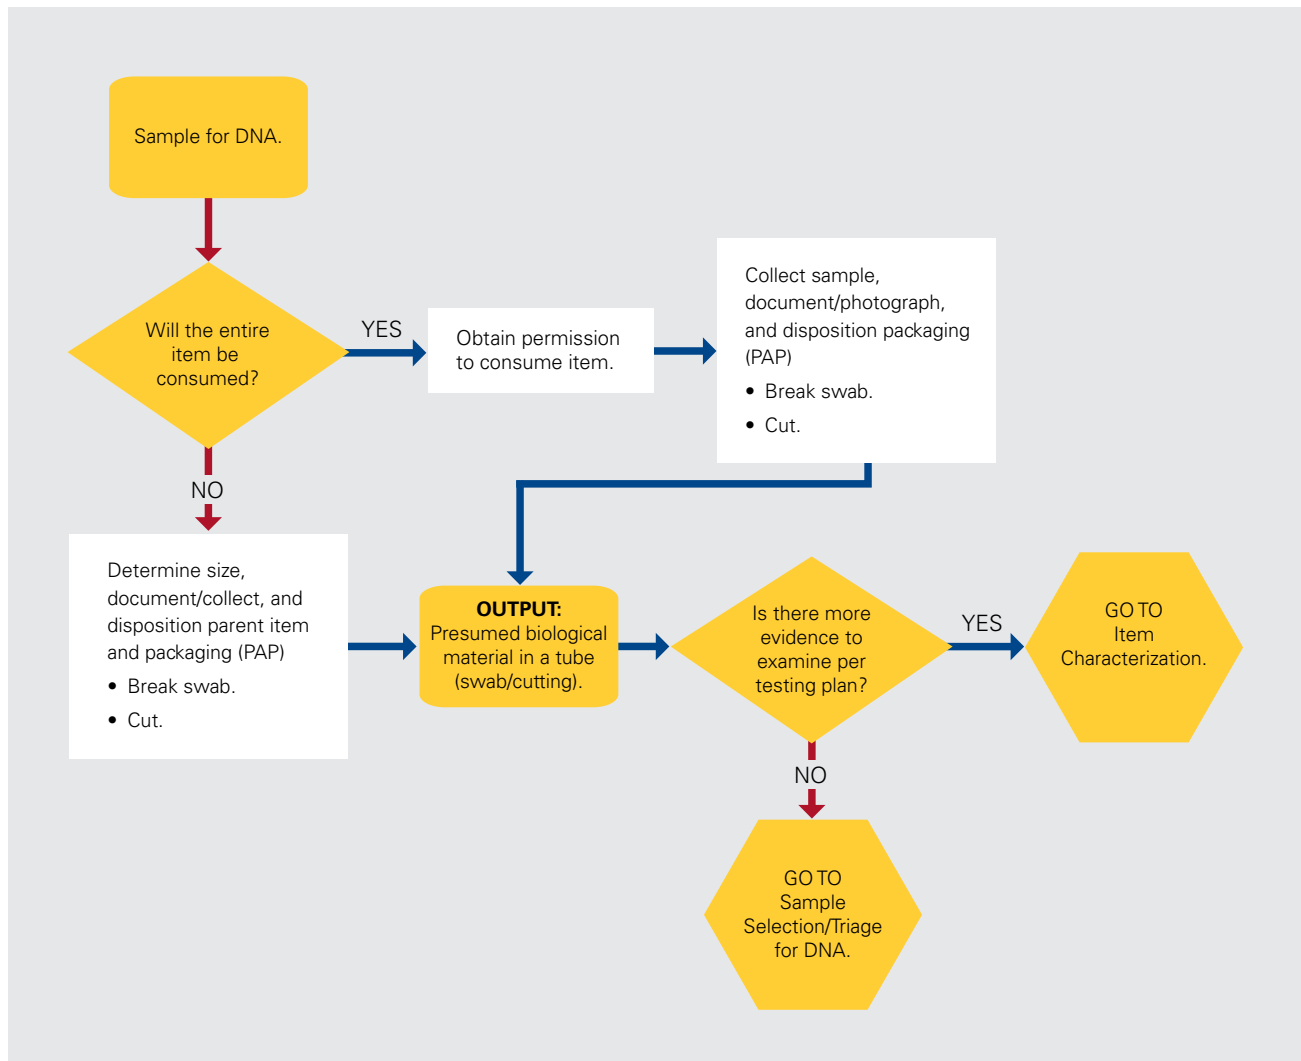 Sample for DNA.
Will the entire
item be
consumed?
YES
Obtain permission
to consume item.
Collect sample,
document/photograph,
and disposition packaging
(PAP)
• Break swab.
• Cut.
NO
Determine size,
document/collect, and
disposition parent item
and packaging (PAP)
• Break swab.
• Cut.
OUTPUT:
Presumed biological
material in a tube
(swab/cutting).
Is there more
evidence to
examine per
testing plan?
YES
GO TO
Item
Characterization.
NO
GO TO
Sample
Selection/Triage
for DNA.